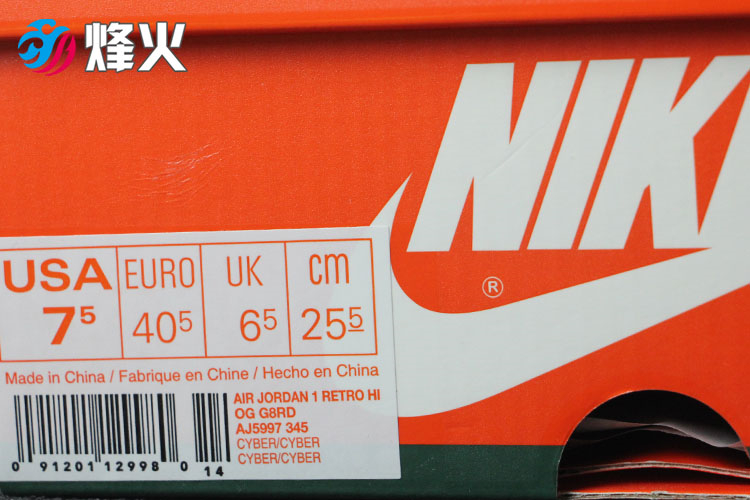 烽火
NIK
®
USA EURO UK cm
7⁵ 40⁵ 6⁵ 25⁵
Made in China / Fabrique en Chine / Hecho en China
AIR JORDAN 1 RETRO HI
OG G8RD
AJ5997 345
CYBER/CYBER
CYBER/CYBER
0 91201 12998 0 14